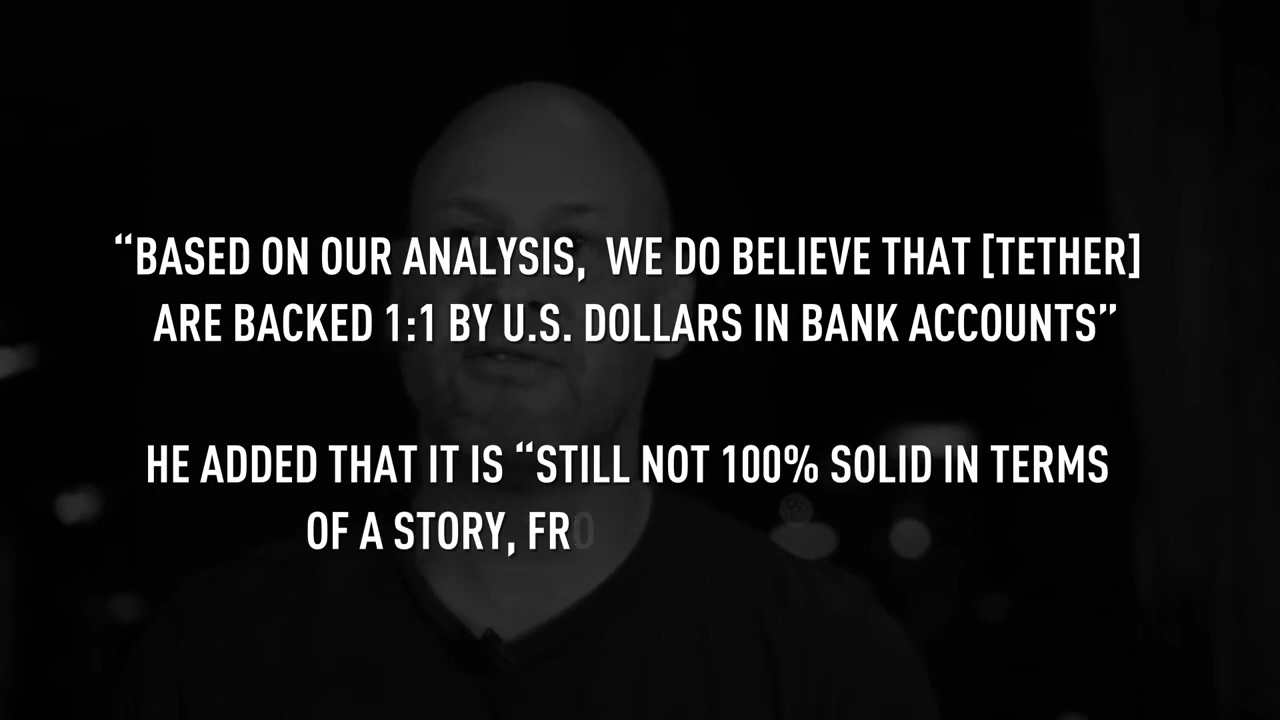 “BASED ON OUR ANALYSIS, WE DO BELIEVE THAT [TETHER]
ARE BACKED 1:1 BY U.S. DOLLARS IN BANK ACCOUNTS”
HE ADDED THAT IT IS “STILL NOT 100% SOLID IN TERMS
OF A STORY, FRO